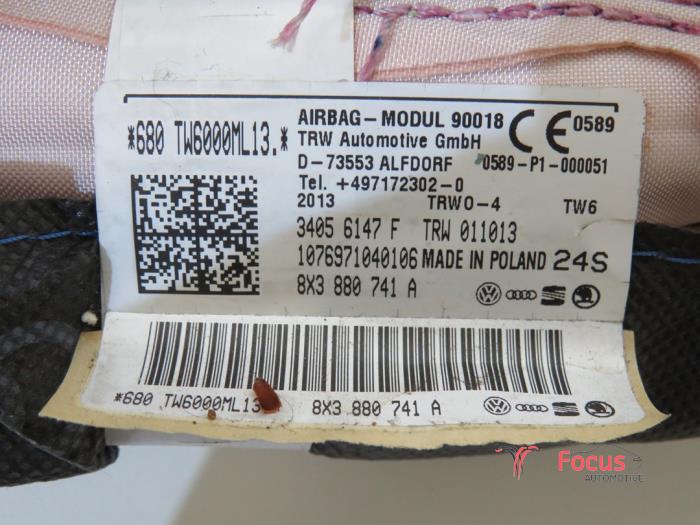 *680 TW6000ML13.*
AIRBAG-MODUL 90018 CE 0589
TRW Automotive GmbH
D-73553 ALFDORF 0589-P1-000051
Tel. +497172302-0
2013 TRWO-4 TW6
3405 6147 F TRW 011013
1076971040106 MADE IN POLAND 24S
8X3 880 741 A
*680 TW6000ML13 8X3 880 741 A
Focus
AUTOMOTIVE